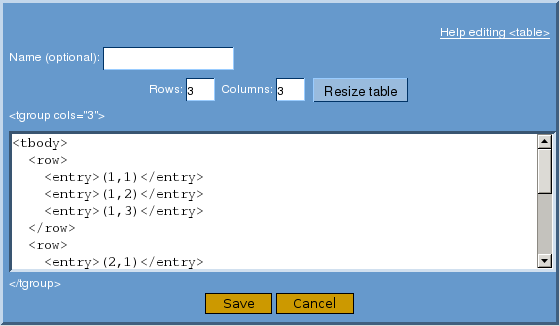 Help editing <table>
Name (optional):
Rows: 3 Columns: 3 Resize table
<tgroup cols="3">
<tbody>
  <row>
    <entry>(1,1)</entry>
    <entry>(1,2)</entry>
    <entry>(1,3)</entry>
  </row>
  <row>
    <entry>(2,1)</entry>
</tgroup>
Save Cancel